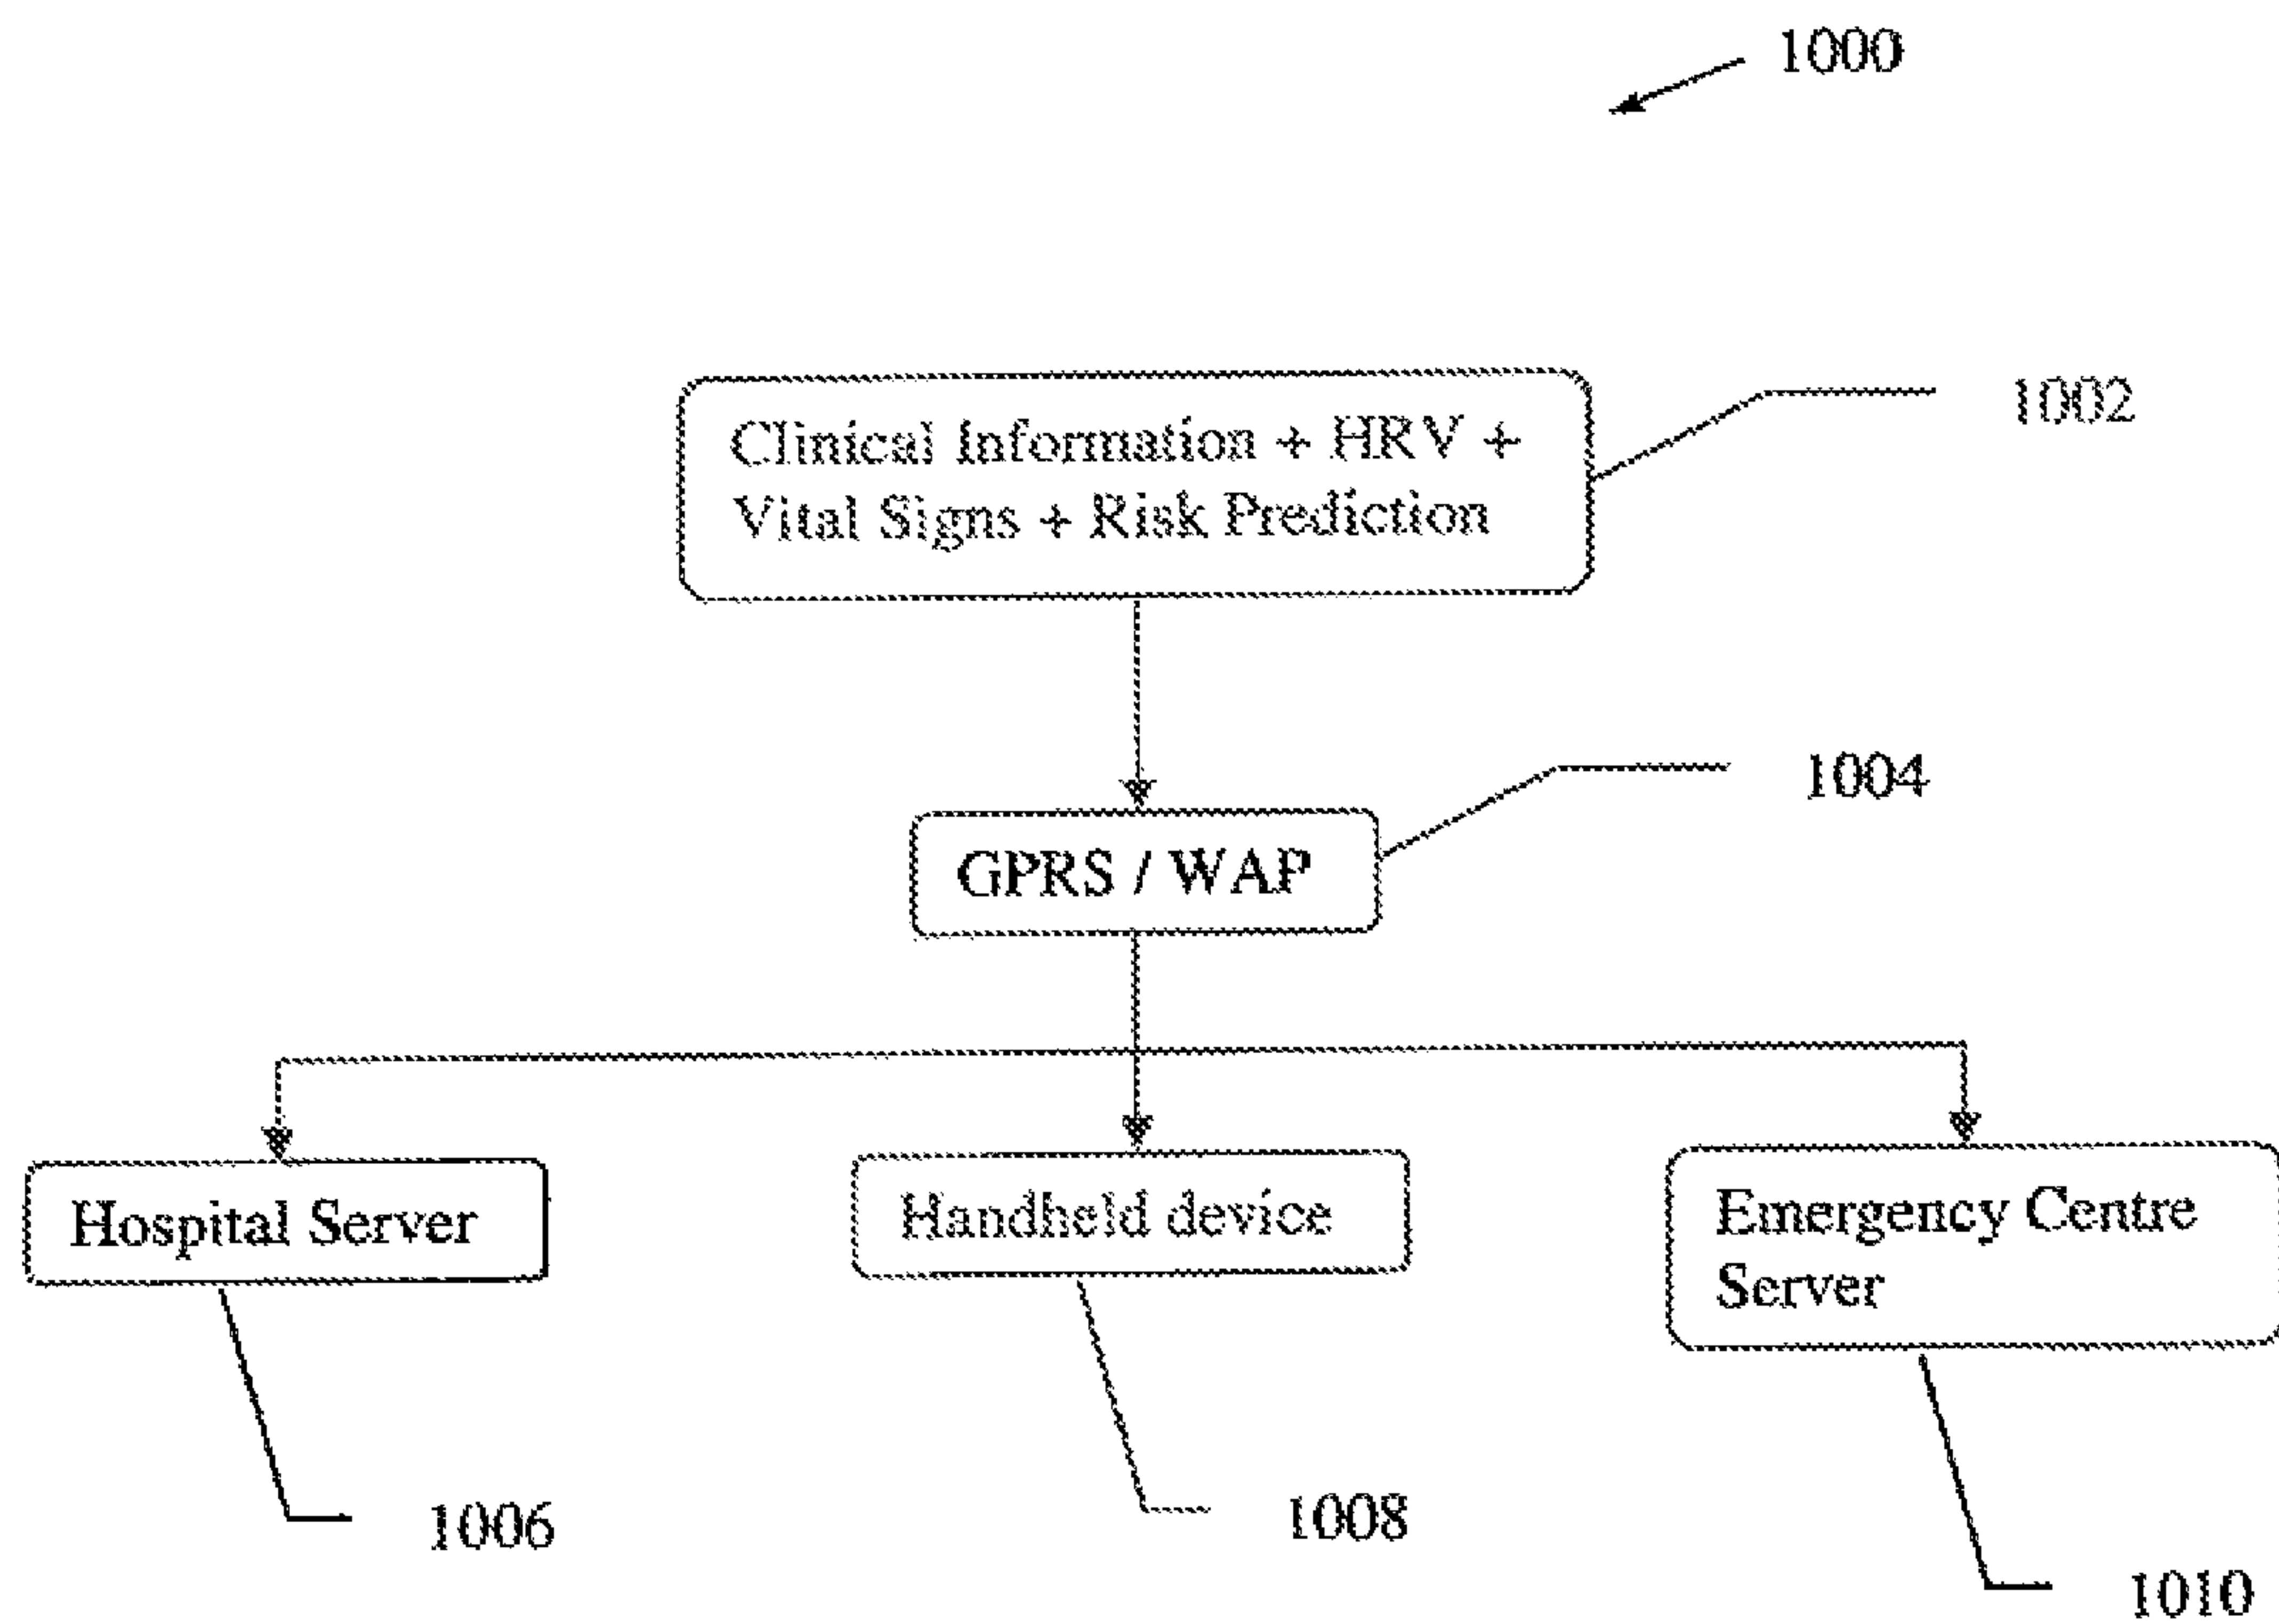 1000
Clinical Information + HRV +
Vital Signs + Risk Prediction
1002
GPRS / WAP
1004
Hospital Server
Handheld device
Emergency Centre
Server
1006
1008
1010